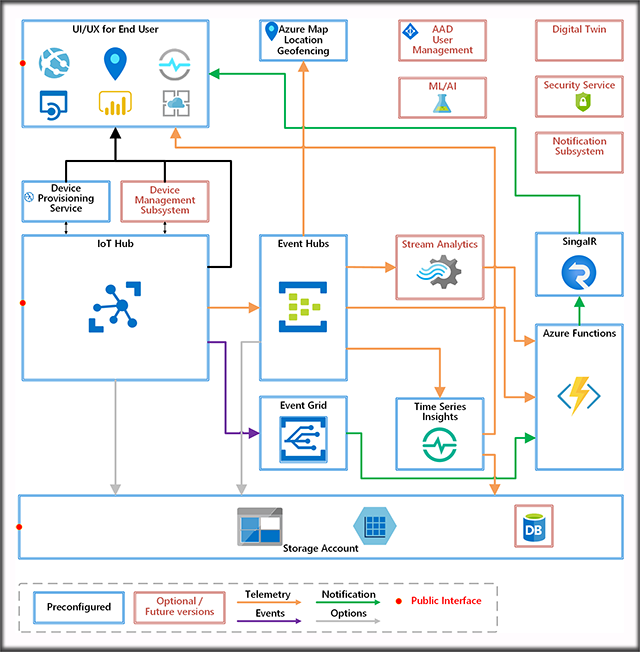 UI/UX for End User
Azure Map
Location
Geofencing
AAD
User
Management
Digital Twin
ML/AI
Security Service
Notification
Subsystem
Device
Provisioning
Service
Device
Management
Subsystem
IoT Hub
Event Hubs
Stream Analytics
SingalR
Azure Functions
Event Grid
Time Series
Insights
DB
Storage Account
Preconfigured
Optional /
Future versions
Telemetry
Notification
Events
Options
Public Interface